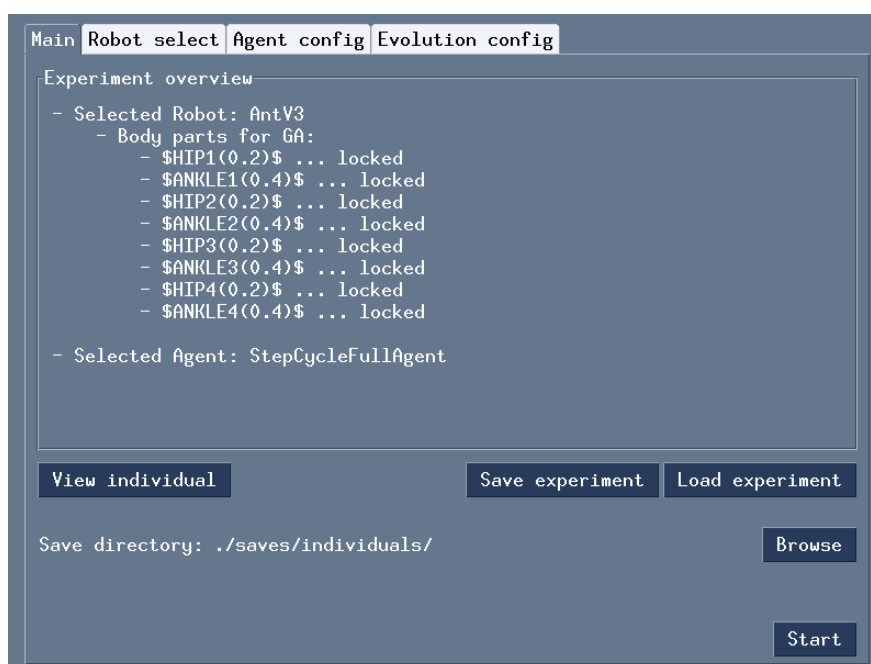 Main Robot select Agent config Evolution config
Experiment overview
- Selected Robot: AntV3
- Body parts for GA:
- $HIP1(0.2)$ ... locked
- $ANKLE1(0.4)$ ... locked
- $HIP2(0.2)$ ... locked
- $ANKLE2(0.4)$ ... locked
- $HIP3(0.2)$ ... locked
- $ANKLE3(0.4)$ ... locked
- $HIP4(0.2)$ ... locked
- $ANKLE4(0.4)$ ... locked
- Selected Agent: StepCycleFullAgent
View individual Save experiment Load experiment
Save directory: ./saves/individuals/ Browse
Start